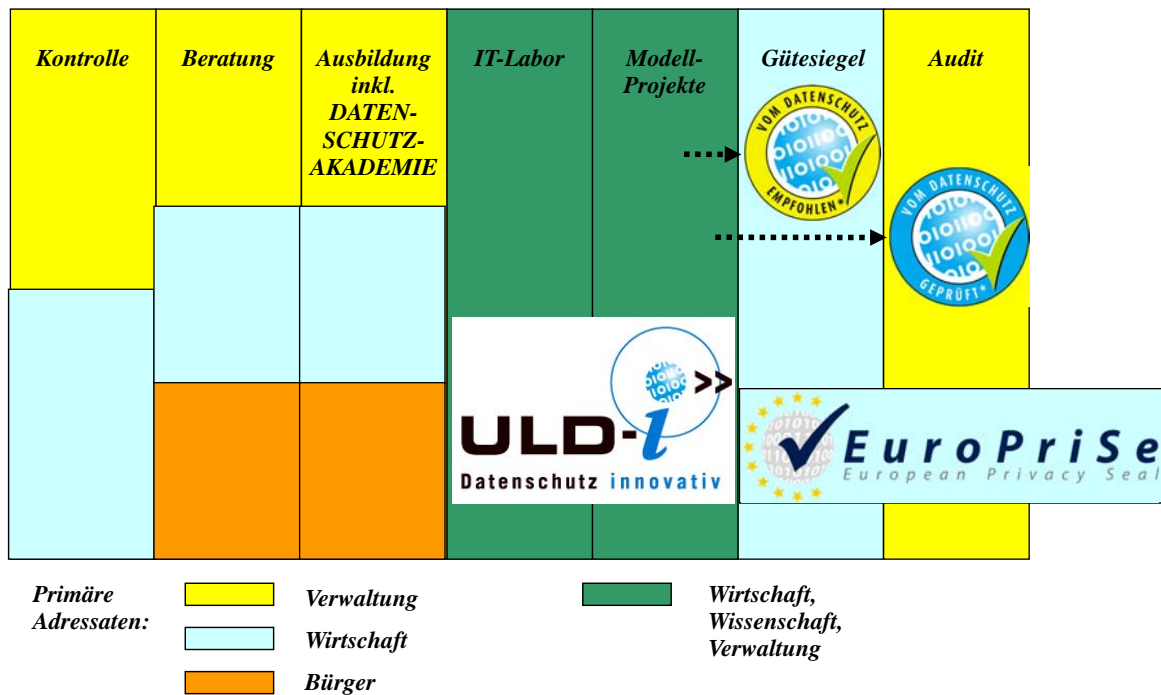 Kontrolle
Beratung
Ausbildung
inkl.
DATEN-
SCHUTZ-
AKADEMIE
IT-Labor
Modell-
Projekte
Gütesiegel
Audit
VOM DATENSCHUTZ
EMPFOHLEN*
VOM DATENSCHUTZ
GEPRÜFT*
ULD-i
>>
Datenschutz innovativ
EuroPriSe
European Privacy Seal
Primäre
Adressaten:
Verwaltung
Wirtschaft
Bürger
Wirtschaft,
Wissenschaft,
Verwaltung